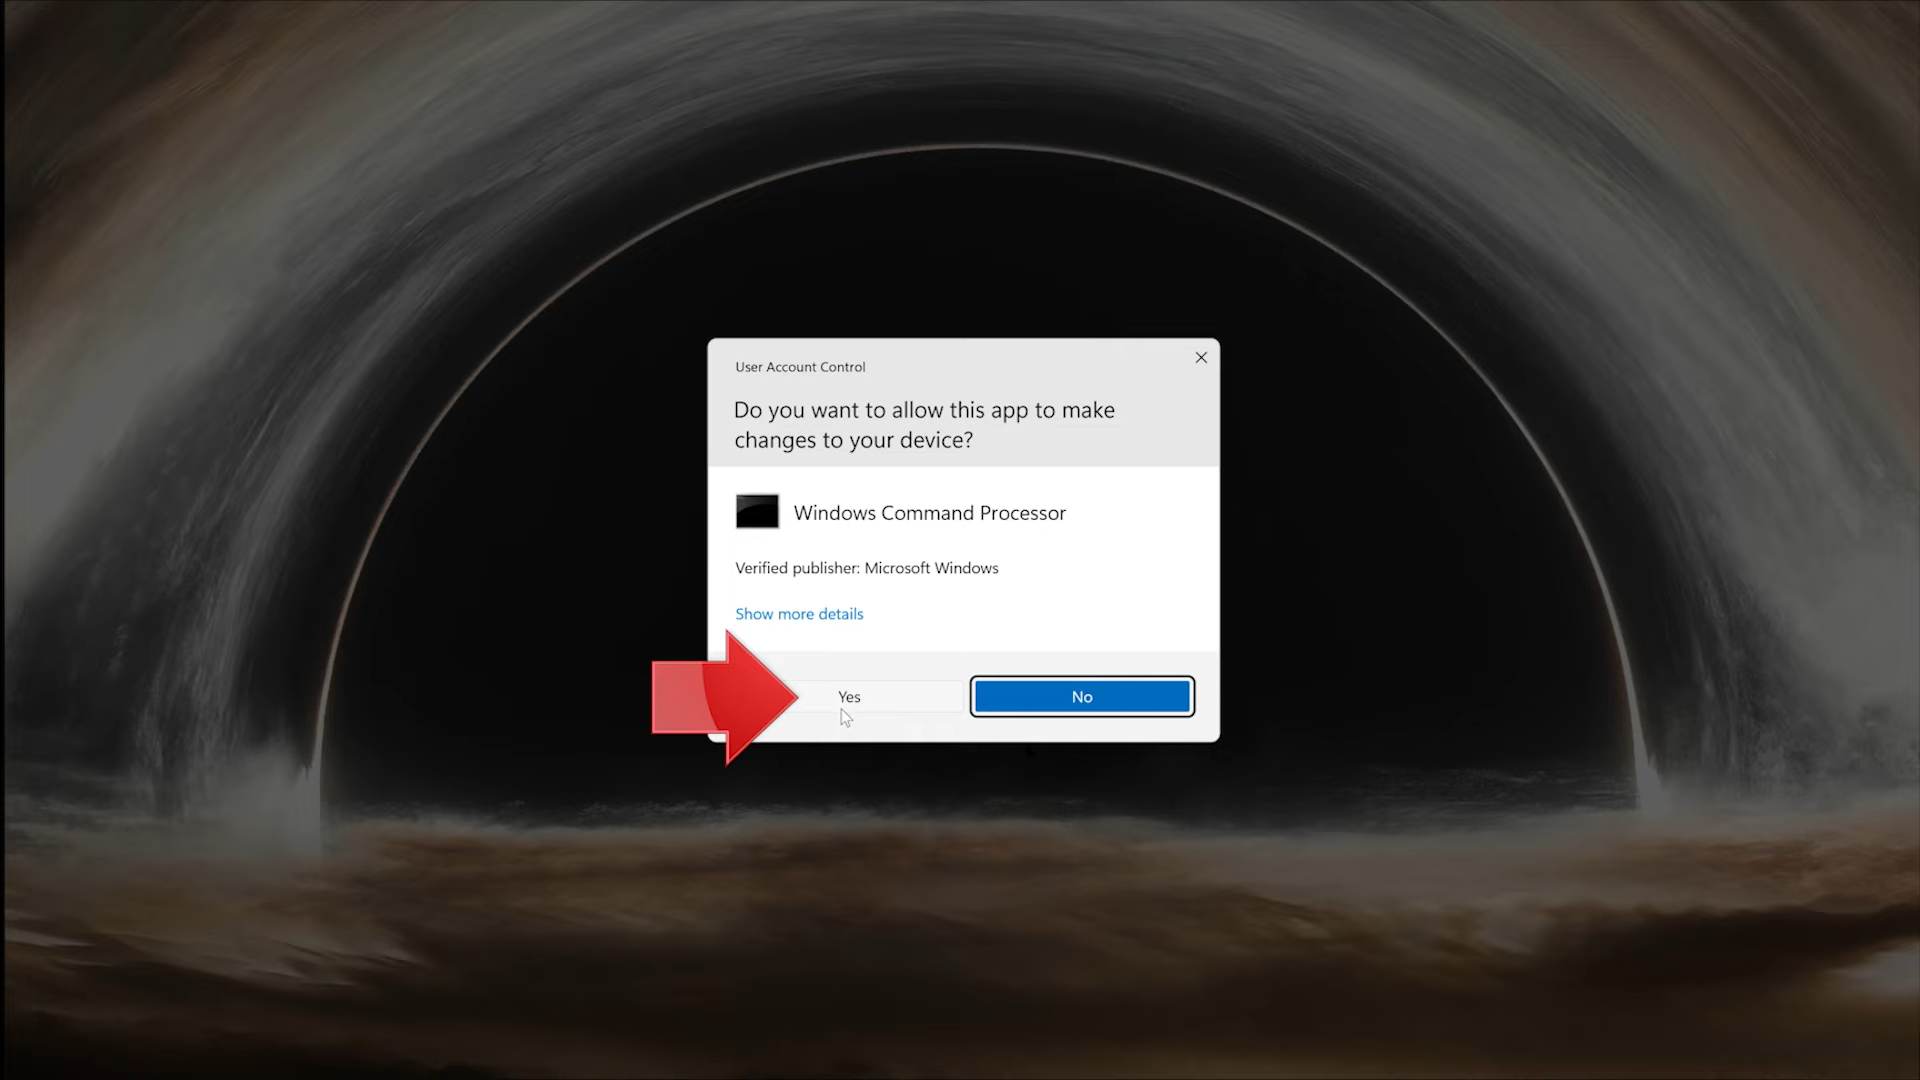 User Account Control
Do you want to allow this app to make
changes to your device?
Windows Command Processor
Verified publisher: Microsoft Windows
Show more details
Yes
No